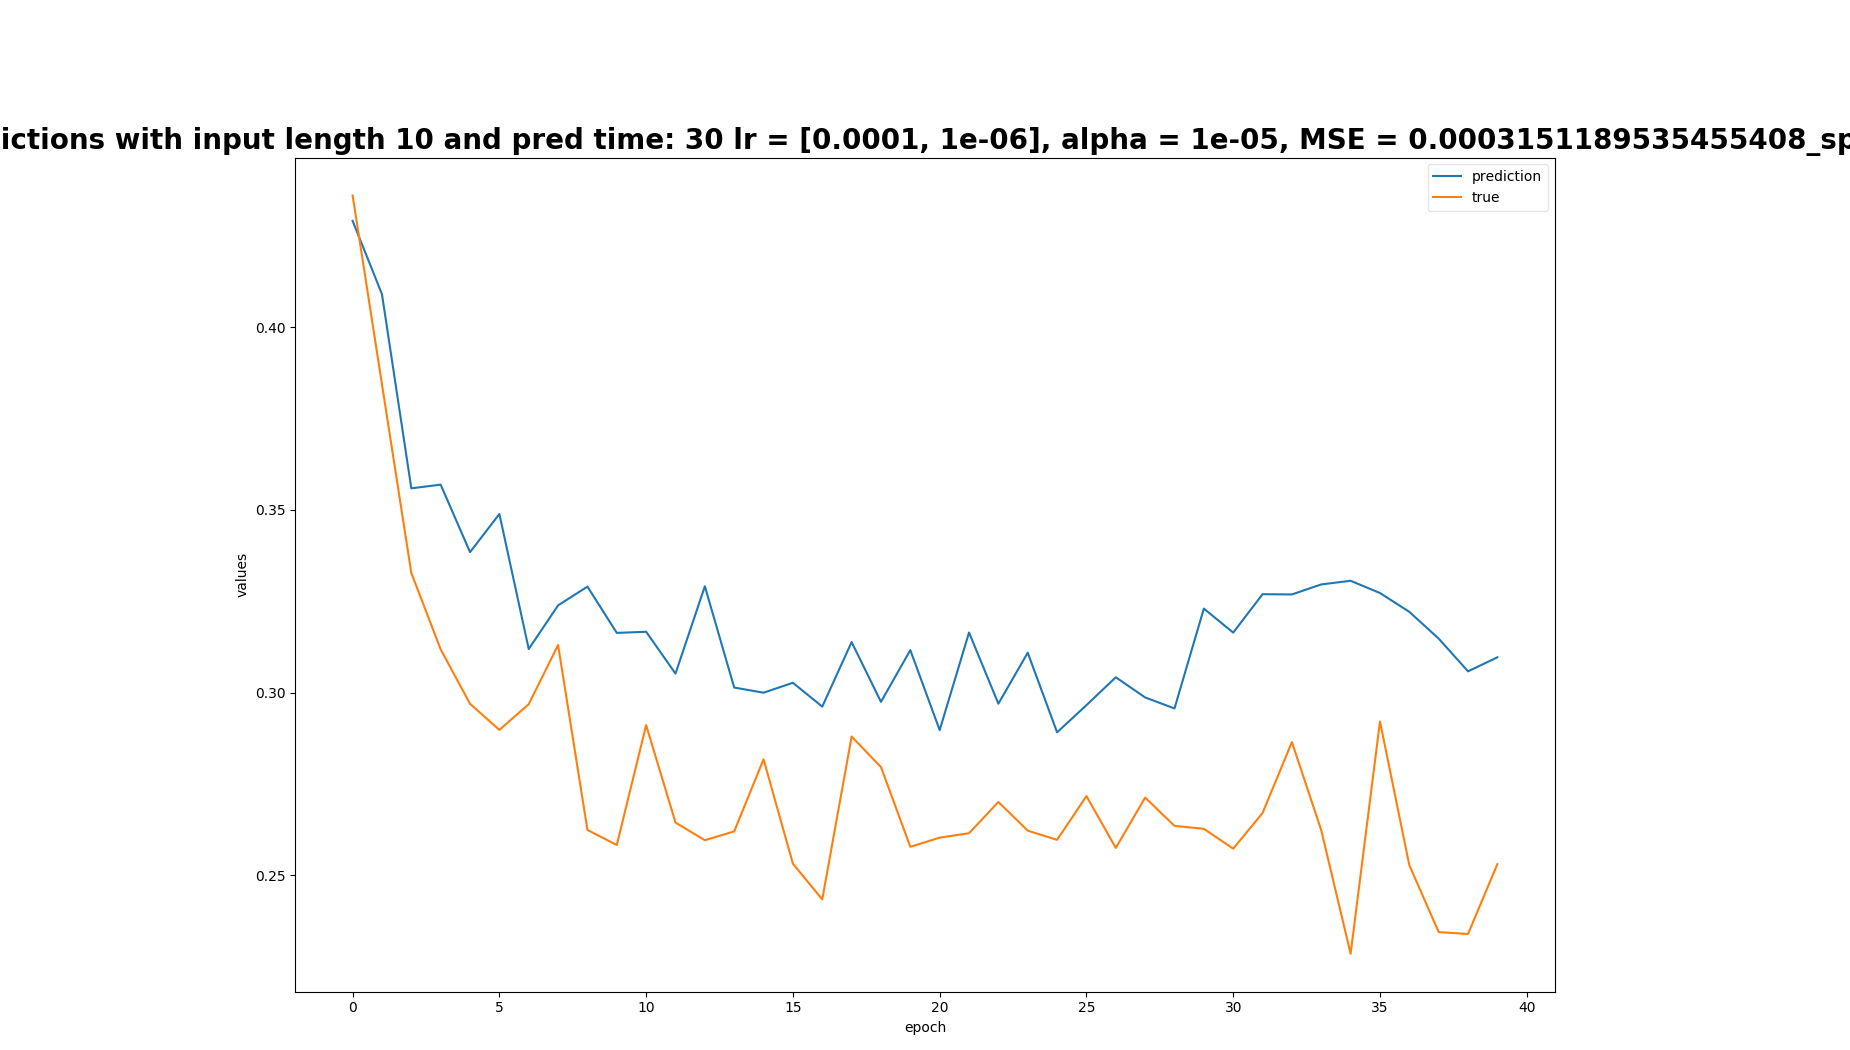 ictions with input length 10 and pred time: 30 lr = [0.0001, 1e-06], alpha = 1e-05, MSE = 0.0003151189535455408_sp
prediction
true
0.40
0.35
0.30
0.25
values
0 5 10 15 20 25 30 35 40
epoch